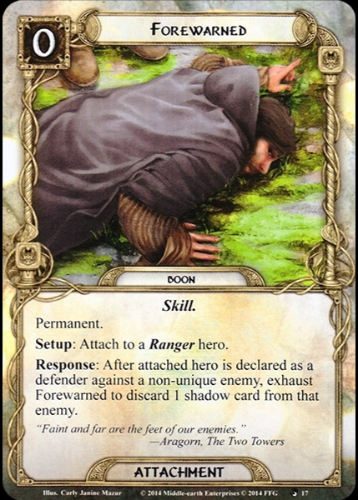 0
FOREWARNED
BOON
Skill.
Permanent.
Setup: Attach to a Ranger hero.
Response: After attached hero is declared as a
defender against a non-unique enemy, exhaust
Forewarned to discard 1 shadow card from that
enemy.
"Faint and far are the feet of our enemies."
—Aragorn, The Two Towers
ATTACHMENT
Illus. Carly Janine Mazur © 2014 Middle-earth Enterprises © 2014 FFG 17